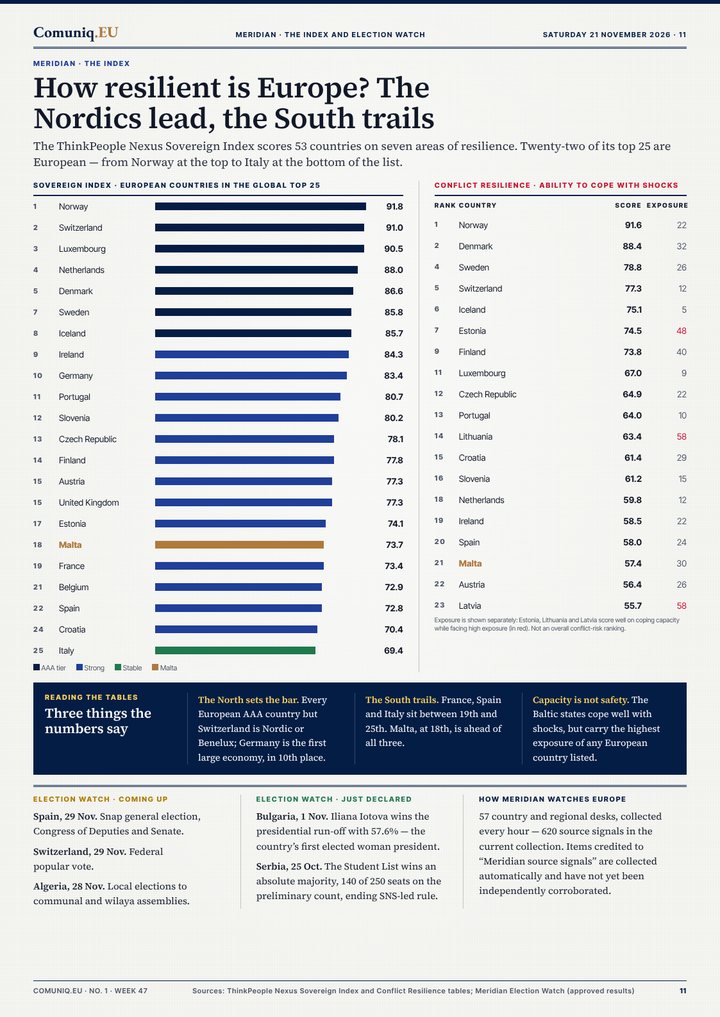 Comuniq.EU
MERIDIAN · THE INDEX AND ELECTION WATCH
SATURDAY 21 NOVEMBER 2026 · 11
MERIDIAN · THE INDEX
How resilient is Europe? The
Nordics lead, the South trails
The ThinkPeople Nexus Sovereign Index scores 53 countries on seven areas of resilience. Twenty-two of its top 25 are
European — from Norway at the top to Italy at the bottom of the list.
SOVEREIGN INDEX · EUROPEAN COUNTRIES IN THE GLOBAL TOP 25
1 Norway 91.8
2 Switzerland 91.0
3 Luxembourg 90.5
4 Netherlands 88.0
5 Denmark 86.6
7 Sweden 85.8
8 Iceland 85.7
9 Ireland 84.3
10 Germany 83.4
11 Portugal 80.7
12 Slovenia 80.2
13 Czech Republic 78.1
14 Finland 77.8
15 Austria 77.3
15 United Kingdom 77.3
17 Estonia 74.1
18 Malta 73.7
19 France 73.4
21 Belgium 72.9
22 Spain 72.8
24 Croatia 70.4
25 Italy 69.4
AAA tier Strong Stable Malta
CONFLICT RESILIENCE · ABILITY TO COPE WITH SHOCKS
RANK COUNTRY SCORE EXPOSURE
1 Norway 91.6 22
2 Denmark 88.4 32
4 Sweden 78.8 26
5 Switzerland 77.3 12
6 Iceland 75.1 5
7 Estonia 74.5 48
9 Finland 73.8 40
11 Luxembourg 67.0 9
12 Czech Republic 64.9 22
13 Portugal 64.0 10
14 Lithuania 63.4 58
15 Croatia 61.4 29
16 Slovenia 61.2 15
18 Netherlands 59.8 12
19 Ireland 58.5 22
20 Spain 58.0 24
21 Malta 57.4 30
22 Austria 56.4 26
23 Latvia 55.7 58
Exposure is shown separately: Estonia, Lithuania and Latvia score well on coping capacity
while facing high exposure (in red). Not an overall conflict-risk ranking.
READING THE TABLES
Three things the
numbers say
The North sets the bar. Every
European AAA country but
Switzerland is Nordic or
Benelux; Germany is the first
large economy, in 10th place.
The South trails. France, Spain
and Italy sit between 19th and
25th. Malta, at 18th, is ahead of
all three.
Capacity is not safety. The
Baltic states cope well with
shocks, but carry the highest
exposure of any European
country listed.
ELECTION WATCH · COMING UP
Spain, 29 Nov. Snap general election,
Congress of Deputies and Senate.
Switzerland, 29 Nov. Federal
popular vote.
Algeria, 28 Nov. Local elections to
communal and wilaya assemblies.
ELECTION WATCH · JUST DECLARED
Bulgaria, 1 Nov. Iliana Iotova wins the
presidential run-off with 57.6% — the
country's first elected woman president.
Serbia, 25 Oct. The Student List wins an
absolute majority, 140 of 250 seats on the
preliminary count, ending SNS-led rule.
HOW MERIDIAN WATCHES EUROPE
57 country and regional desks, collected
every hour — 620 source signals in the
current collection. Items credited to
“Meridian source signals” are collected
automatically and have not yet been
independently corroborated.
COMUNIQ.EU · NO. 1 · WEEK 47
Sources: ThinkPeople Nexus Sovereign Index and Conflict Resilience tables; Meridian Election Watch (approved results)
11